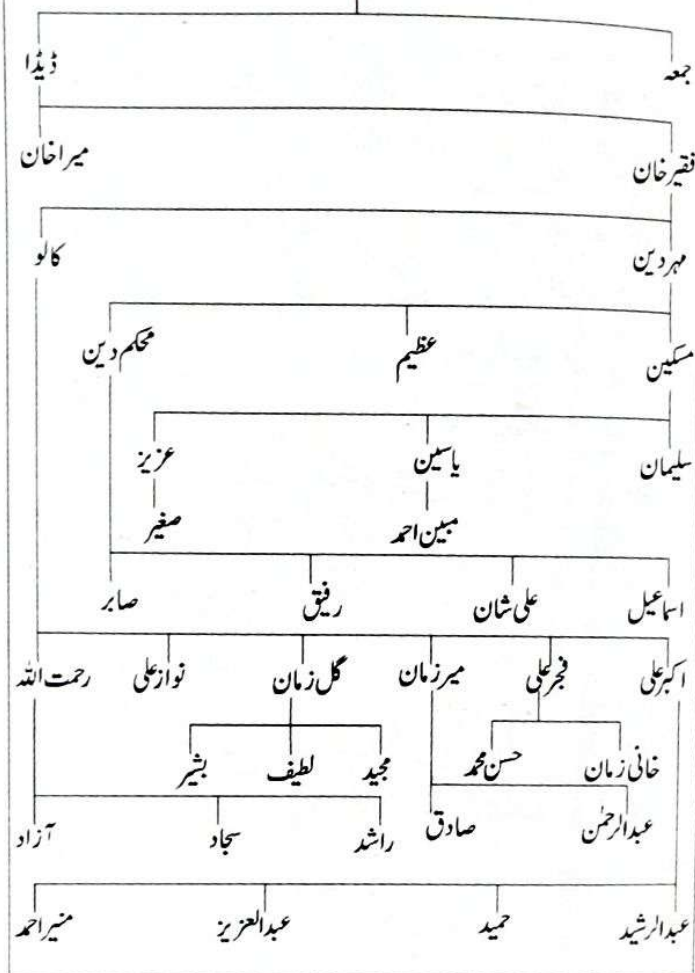 جمعہ ڈیڈا
فقیر خان میرا خان
مہر دین کالو
مسکین عظیم محکم دین
سلیمان یاسین عزیز
مبین احمد صغیر
اسماعیل علی شان رفیق صابر
اکبر علی فجر علی میر زمان گل زمان نواز علی رحمت اللہ
خانی زمان حسن محمد مجید لطیف بشیر
عبدالرحمٰن صادق راشد سجاد آزاد
عبدالرشید حمید عبدالعزیز منیر احمد